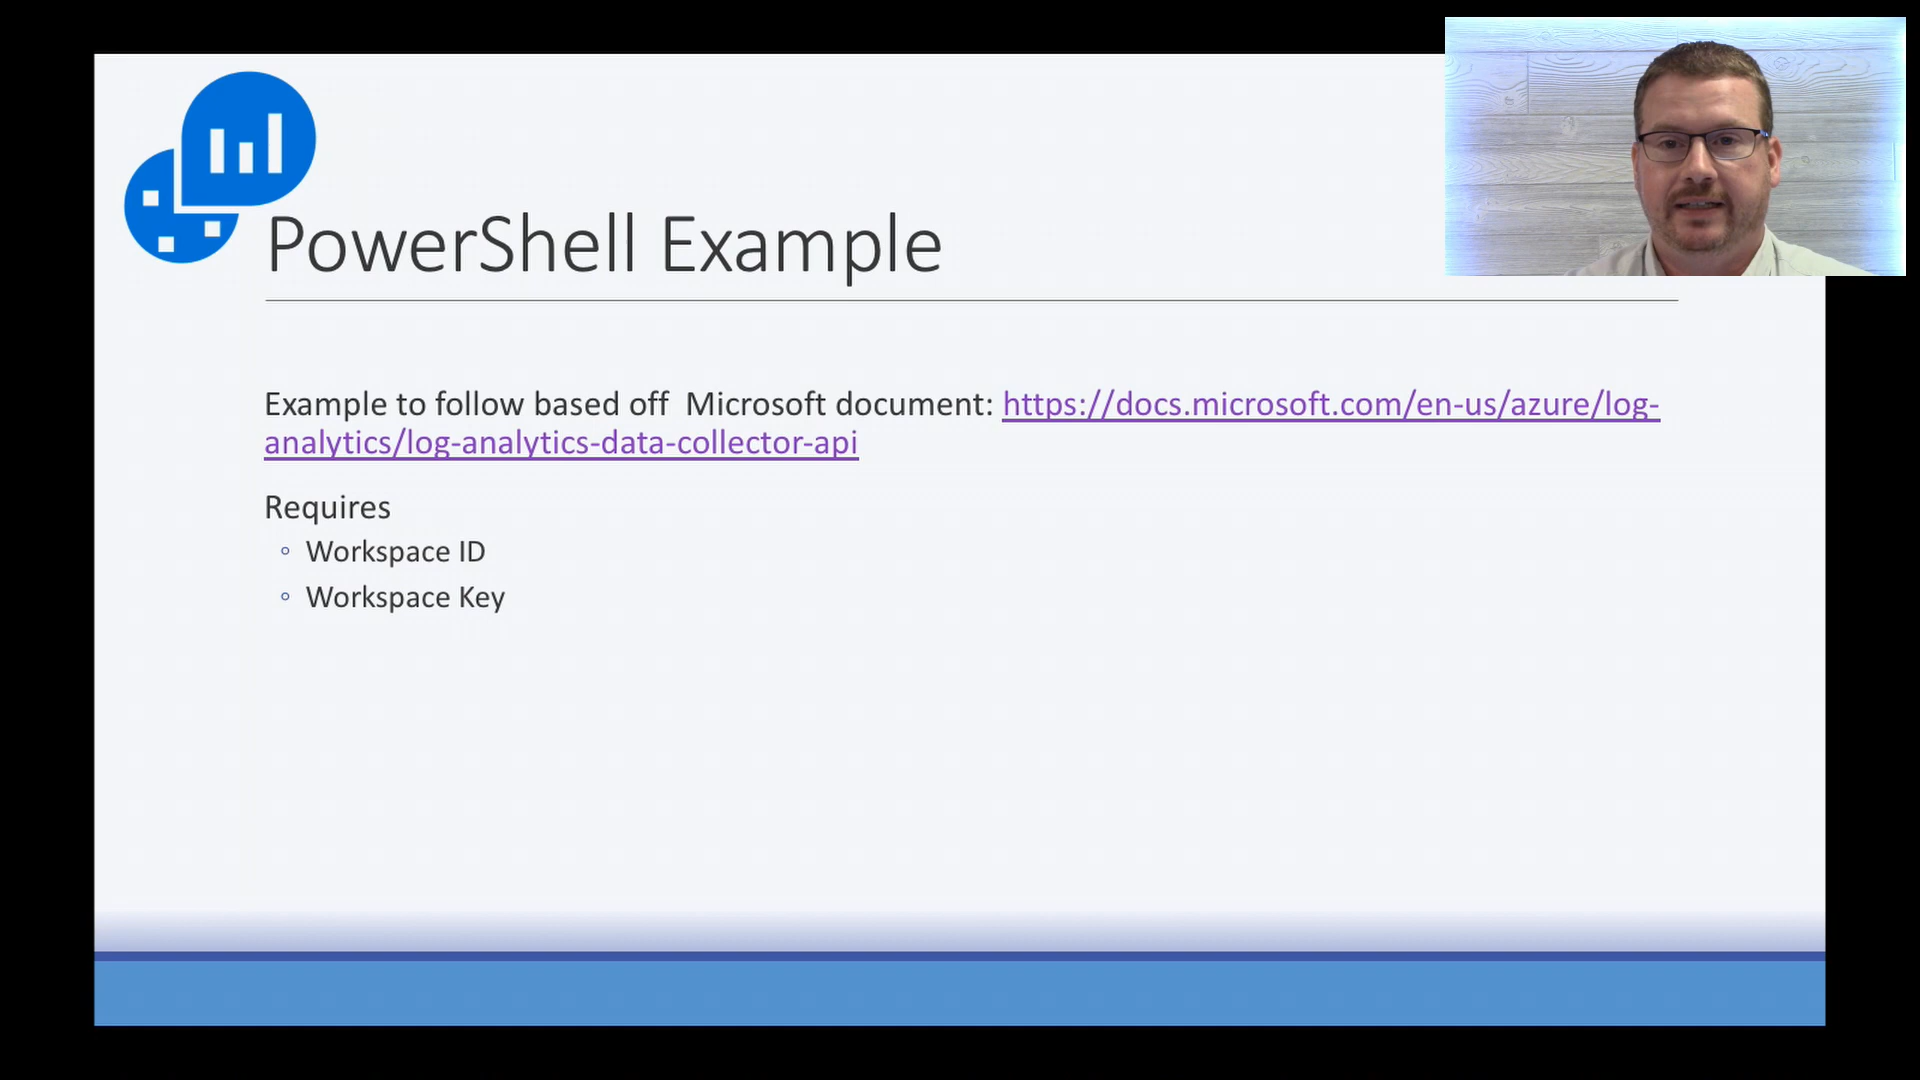 PowerShell Example
Example to follow based off  Microsoft document: https://docs.microsoft.com/en-us/azure/log-
analytics/log-analytics-data-collector-api
Requires
◦ Workspace ID
◦ Workspace Key